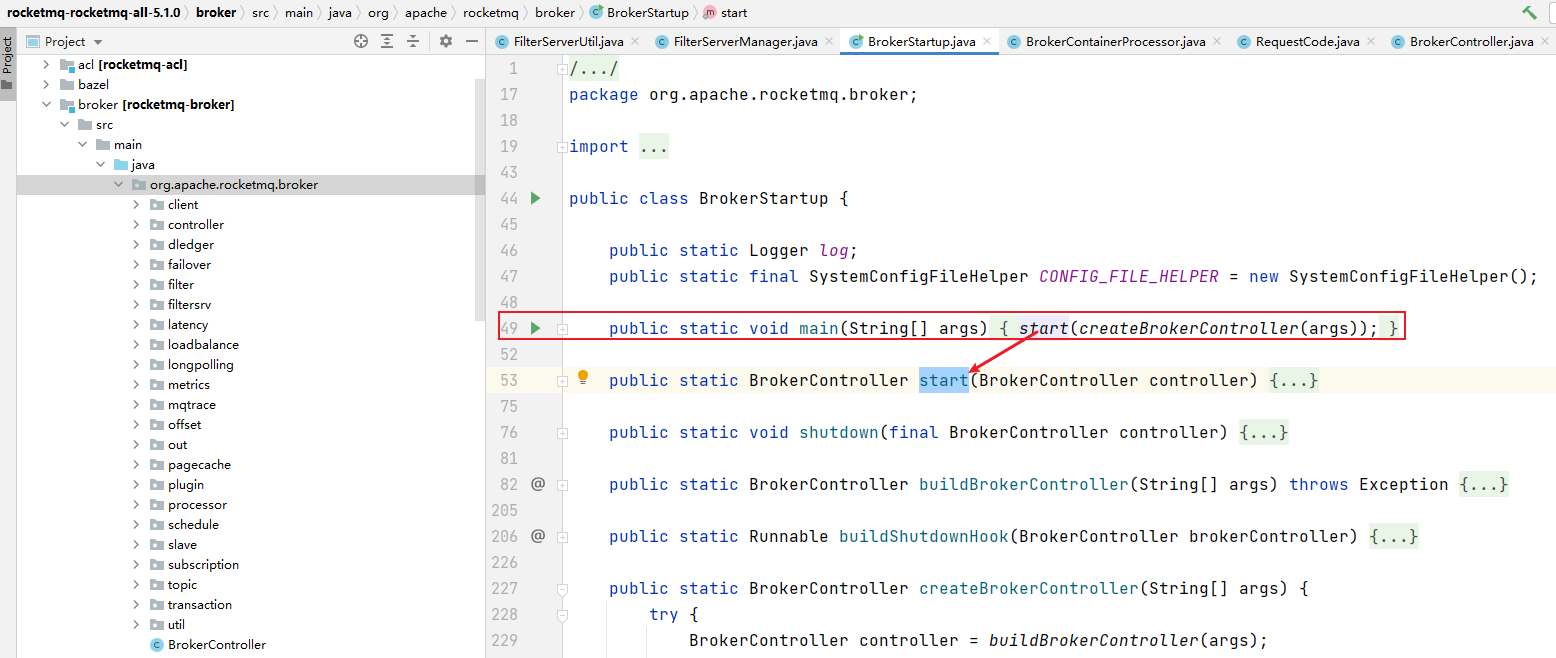 rocketmq-rocketmq-all-5.1.0 broker src main java org apache rocketmq broker BrokerStartup start
Project
Project
acl [rocketmq-acl]
bazel
broker [rocketmq-broker]
src
main
java
org.apache.rocketmq.broker
client
controller
dledger
failover
filter
filtersrv
latency
loadbalance
longpolling
metrics
mqtrace
offset
out
pagecache
plugin
processor
schedule
slave
subscription
topic
transaction
util
BrokerController
FilterServerUtil.java FilterServerManager.java BrokerStartup.java BrokerContainerProcessor.java RequestCode.java BrokerController.java
1 /.../
17 package org.apache.rocketmq.broker;
18
19 import ...
43
44 public class BrokerStartup {
45
46 public static Logger log;
47 public static final SystemConfigFileHelper CONFIG_FILE_HELPER = new SystemConfigFileHelper();
48
49 public static void main(String[] args) { start(createBrokerController(args)); }
52
53 public static BrokerController start(BrokerController controller) {...}
75
76 public static void shutdown(final BrokerController controller) {...}
81
82 @ public static BrokerController buildBrokerController(String[] args) throws Exception {...}
205
206 @ public static Runnable buildShutdownHook(BrokerController brokerController) {...}
226
227 public static BrokerController createBrokerController(String[] args) {
228 try {
229 BrokerController controller = buildBrokerController(args);